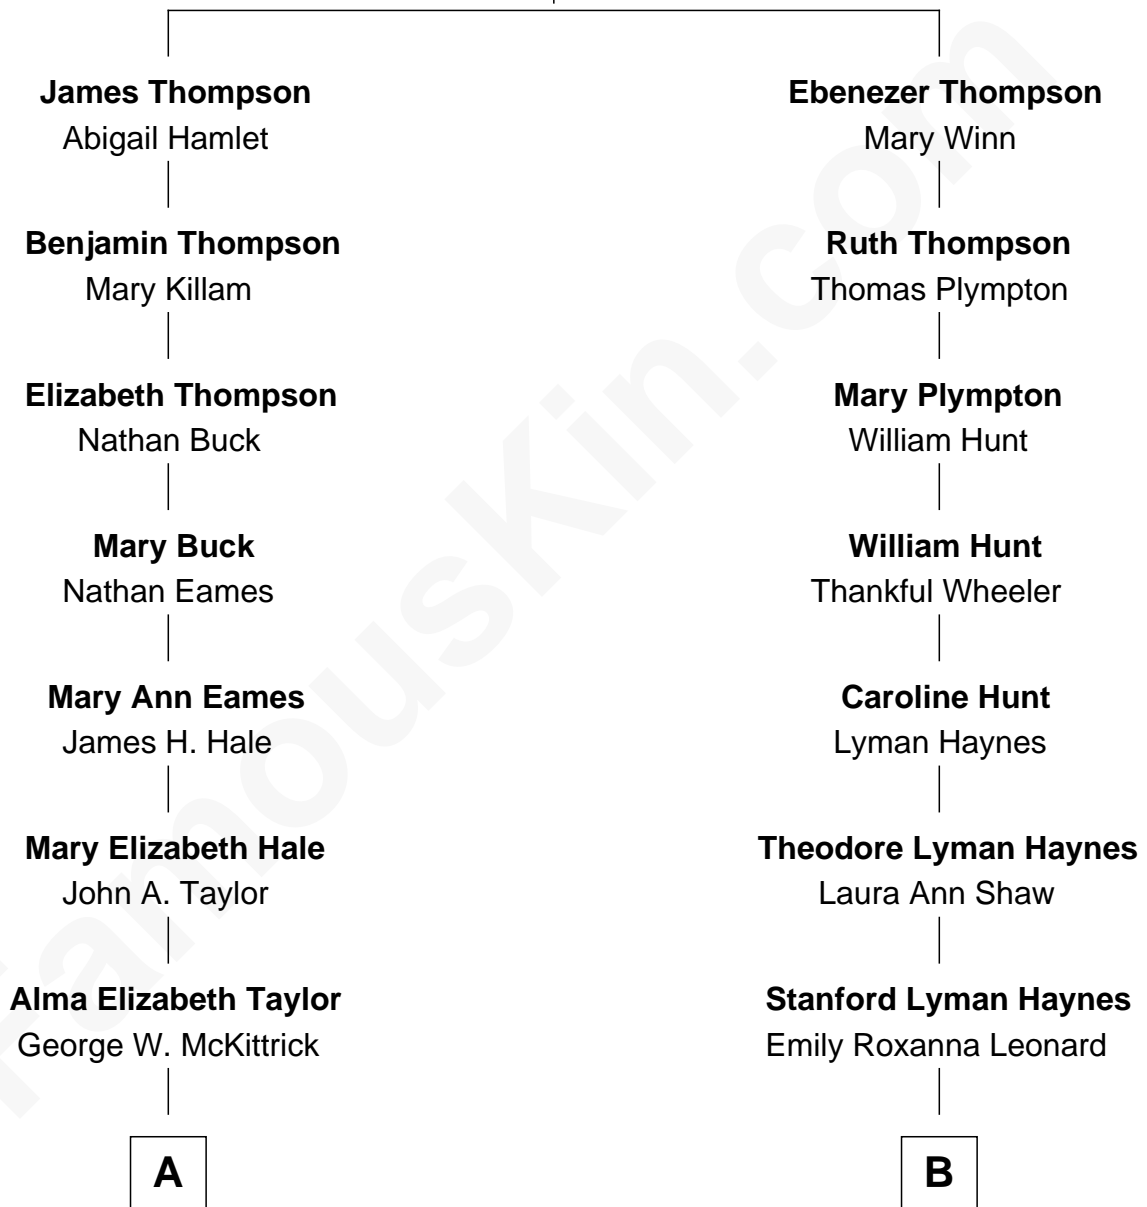 James Thompson
Abigail Hamlet
Benjamin Thompson
Mary Killam
Elizabeth Thompson
Nathan Buck
Mary Buck
Nathan Eames
Mary Ann Eames
James H. Hale
Mary Elizabeth Hale
John A. Taylor
Alma Elizabeth Taylor
George W. McKittrick
A
Ebenezer Thompson
Mary Winn
Ruth Thompson
Thomas Plympton
Mary Plympton
William Hunt
William Hunt
Thankful Wheeler
Caroline Hunt
Lyman Haynes
Theodore Lyman Haynes
Laura Ann Shaw
Stanford Lyman Haynes
Emily Roxanna Leonard
B
FamousKin.com